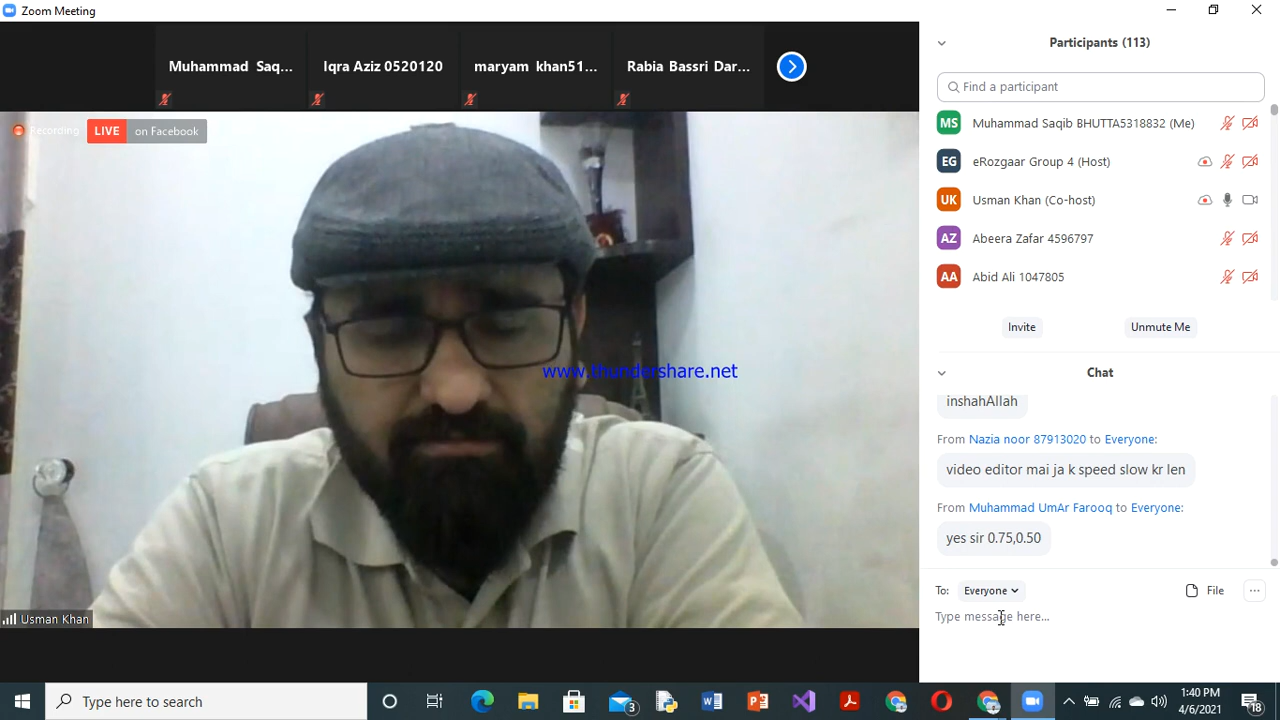 Zoom Meeting
Muhammad Saq...
Iqra Aziz 0520120
maryam khan51...
Rabia Bassri Dar...
Recording
LIVE
on Facebook
www.thundershare.net
Usman Khan
Participants (113)
Find a participant
MS Muhammad Saqib BHUTTA5318832 (Me)
EG eRozgaar Group 4 (Host)
UK Usman Khan (Co-host)
AZ Abeera Zafar 4596797
AA Abid Ali 1047805
Invite
Unmute Me
Chat
inshahAllah
From Nazia noor 87913020 to Everyone:
video editor mai ja k speed slow kr len
From Muhammad UmAr Farooq to Everyone:
yes sir 0.75,0.50
To: Everyone
File
Type message here...
Type here to search
3
1:40 PM
4/6/2021
18